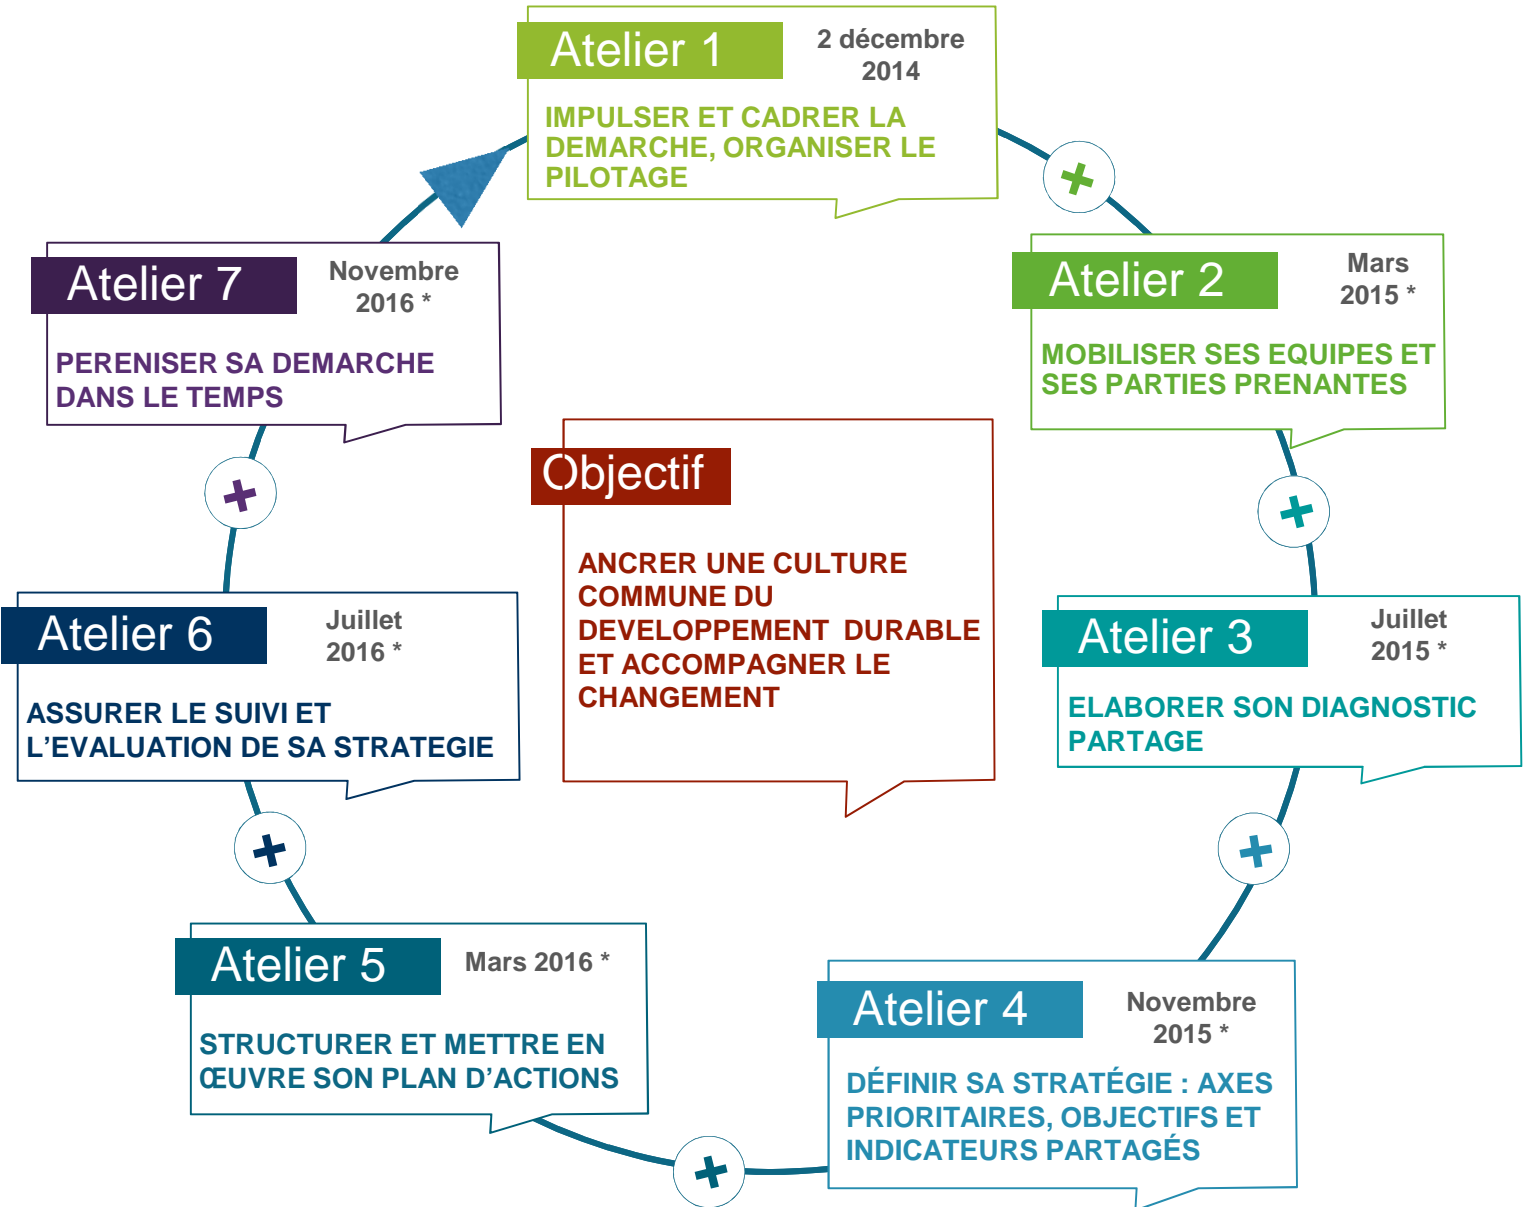 Atelier 1
2 décembre
2014
IMPULSER ET CADRER LA
DEMARCHE, ORGANISER LE
PILOTAGE
Atelier 2
Mars
2015 *
MOBILISER SES EQUIPES ET
SES PARTIES PRENANTES
Atelier 3
Juillet
2015 *
ELABORER SON DIAGNOSTIC
PARTAGE
Atelier 4
Novembre
2015 *
DÉFINIR SA STRATÉGIE : AXES
PRIORITAIRES, OBJECTIFS ET
INDICATEURS PARTAGÉS
Atelier 5
Mars 2016 *
STRUCTURER ET METTRE EN
ŒUVRE SON PLAN D’ACTIONS
Atelier 6
Juillet
2016 *
ASSURER LE SUIVI ET
L’EVALUATION DE SA STRATEGIE
Atelier 7
Novembre
2016 *
PERENISER SA DEMARCHE
DANS LE TEMPS
Objectif
ANCRER UNE CULTURE
COMMUNE DU
DEVELOPPEMENT DURABLE
ET ACCOMPAGNER LE
CHANGEMENT